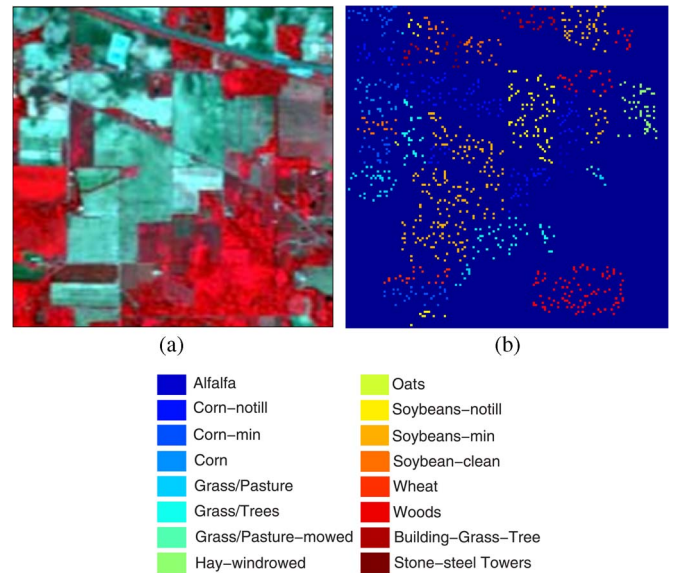 (a) (b)
Alfalfa Oats
Corn-notill Soybeans-notill
Corn-min Soybeans-min
Corn Soybean-clean
Grass/Pasture Wheat
Grass/Trees Woods
Grass/Pasture-mowed Building-Grass-Tree
Hay-windrowed Stone-steel Towers